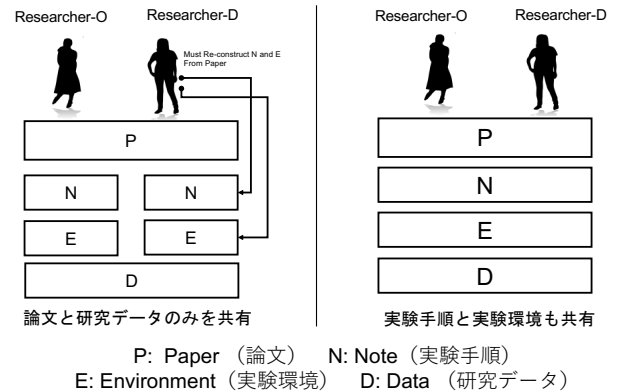 Researcher-O
Researcher-D
Must Re-construct N and E
From Paper
P
N
N
E
E
D
論文と研究データのみを共有
Researcher-O
Researcher-D
P
N
E
D
実験手順と実験環境も共有
P: Paper （論文） N: Note（実験手順）
E: Environment（実験環境） D: Data （研究データ）